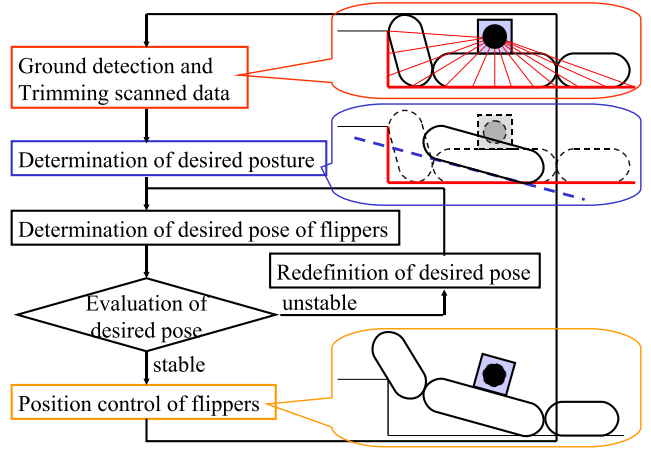 Ground detection and
Trimming scanned data
Determination of desired posture
Determination of desired pose of flippers
Redefinition of desired pose
Evaluation of
desired pose
unstable
stable
Position control of flippers